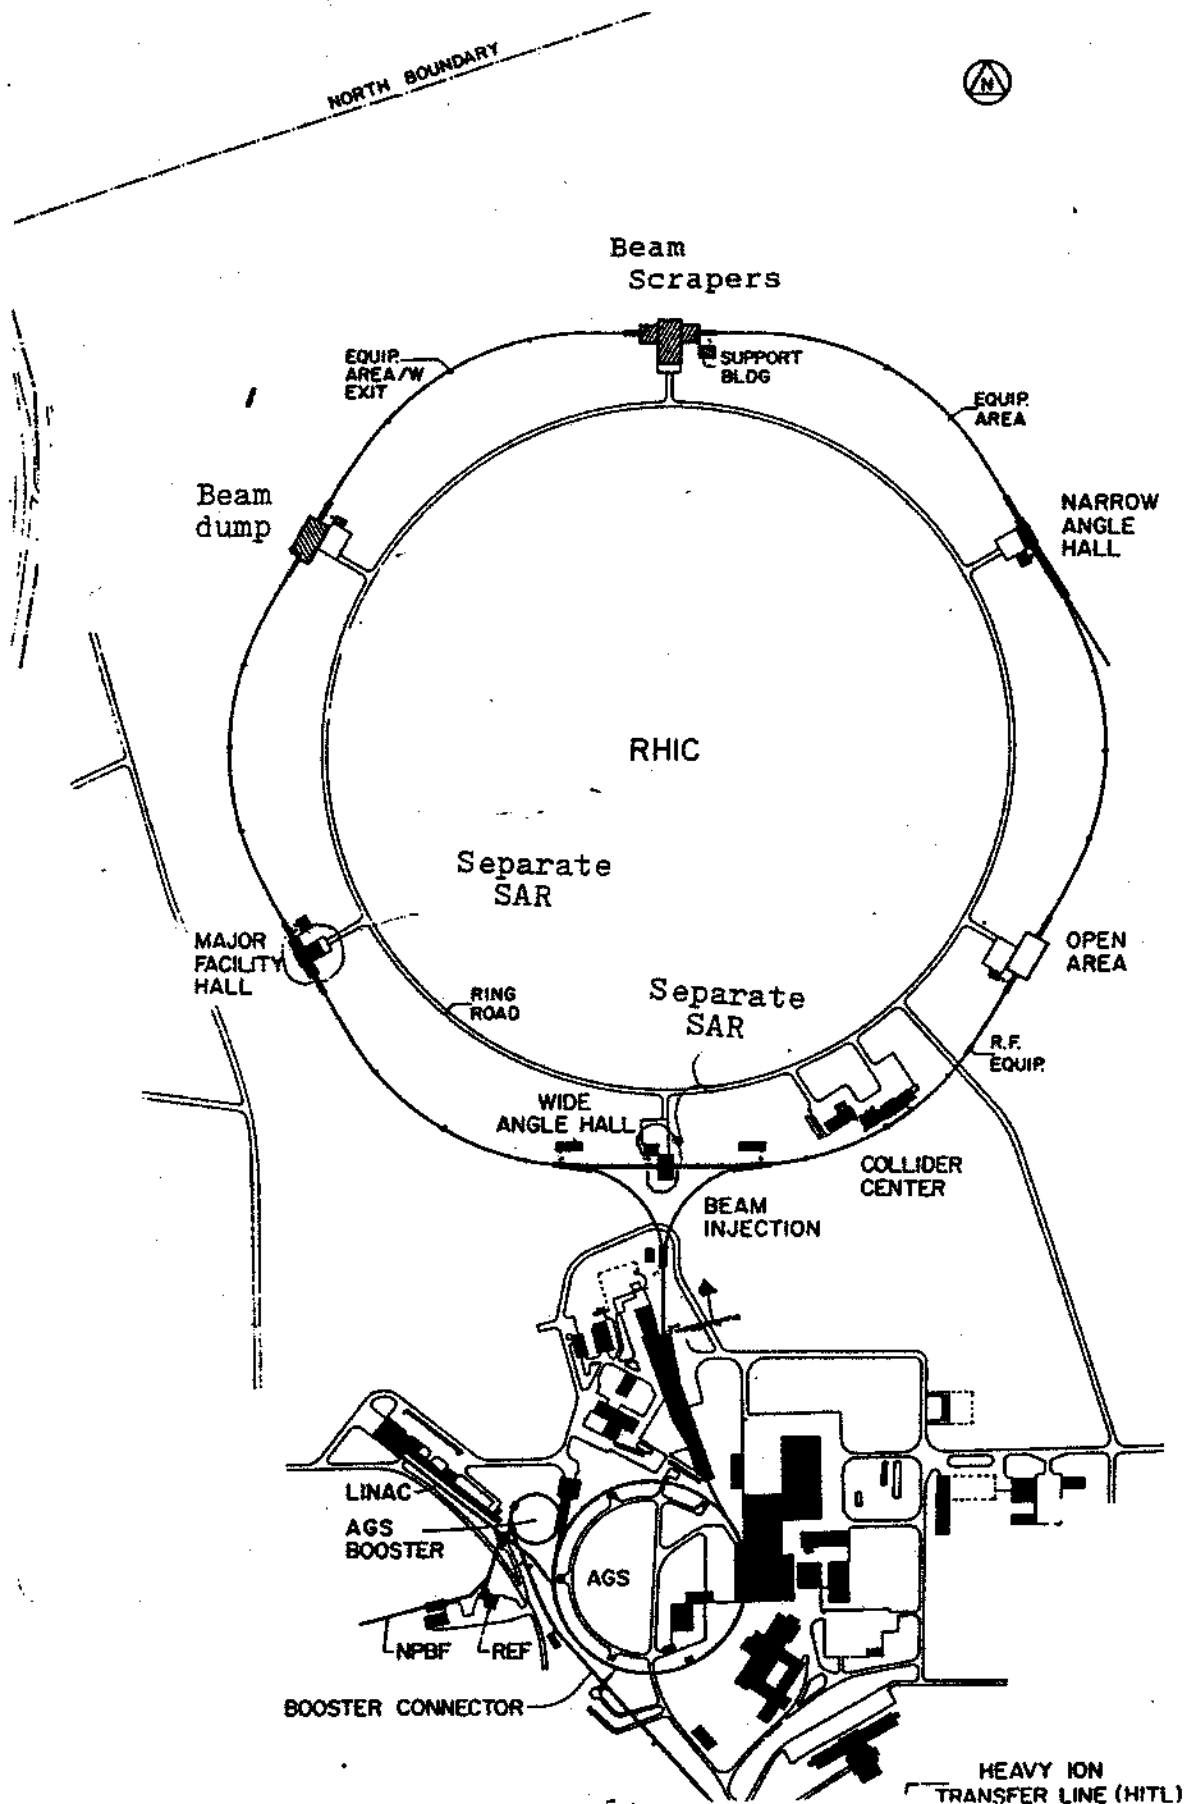 NORTH BOUNDARY
N
Beam
Scrapers
EQUIP.
AREA/W
EXIT
SUPPORT
BLDG
EQUIP.
AREA
Beam
dump
NARROW
ANGLE
HALL
RHIC
Separate
SAR
MAJOR
FACILITY
HALL
OPEN
AREA
RING
ROAD
Separate
SAR
R.F.
EQUIP.
WIDE
ANGLE HALL
COLLIDER
CENTER
BEAM
INJECTION
LINAC
AGS
BOOSTER
AGS
NPBF
REF
BOOSTER CONNECTOR
HEAVY ION
TRANSFER LINE (HITL)